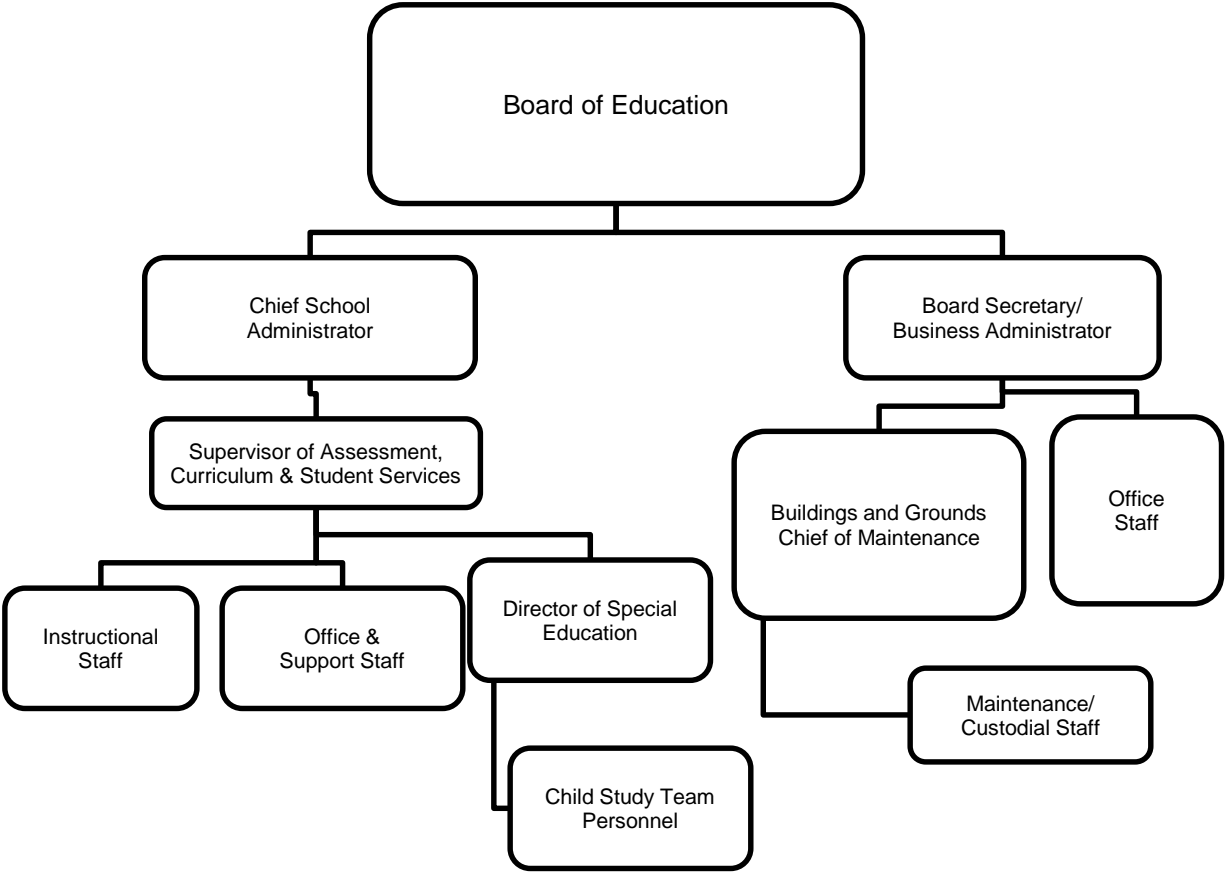 Board of Education
Chief School
Administrator
Board Secretary/
Business Administrator
Supervisor of Assessment,
Curriculum & Student Services
Buildings and Grounds
Chief of Maintenance
Office
Staff
Instructional
Staff
Office &
Support Staff
Director of Special
Education
Maintenance/
Custodial Staff
Child Study Team
Personnel